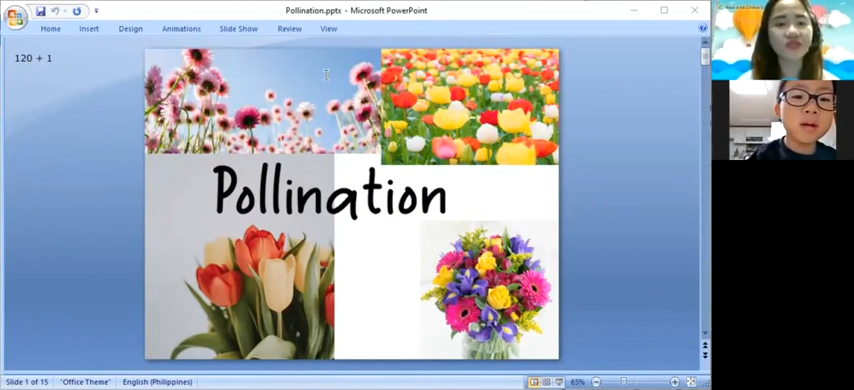 Pollination.pptx - Microsoft PowerPoint
Home Insert Design Animations Slide Show Review View
120 + 1
Pollination
Slide 1 of 15 "Office Theme" English (Philippines) 65%